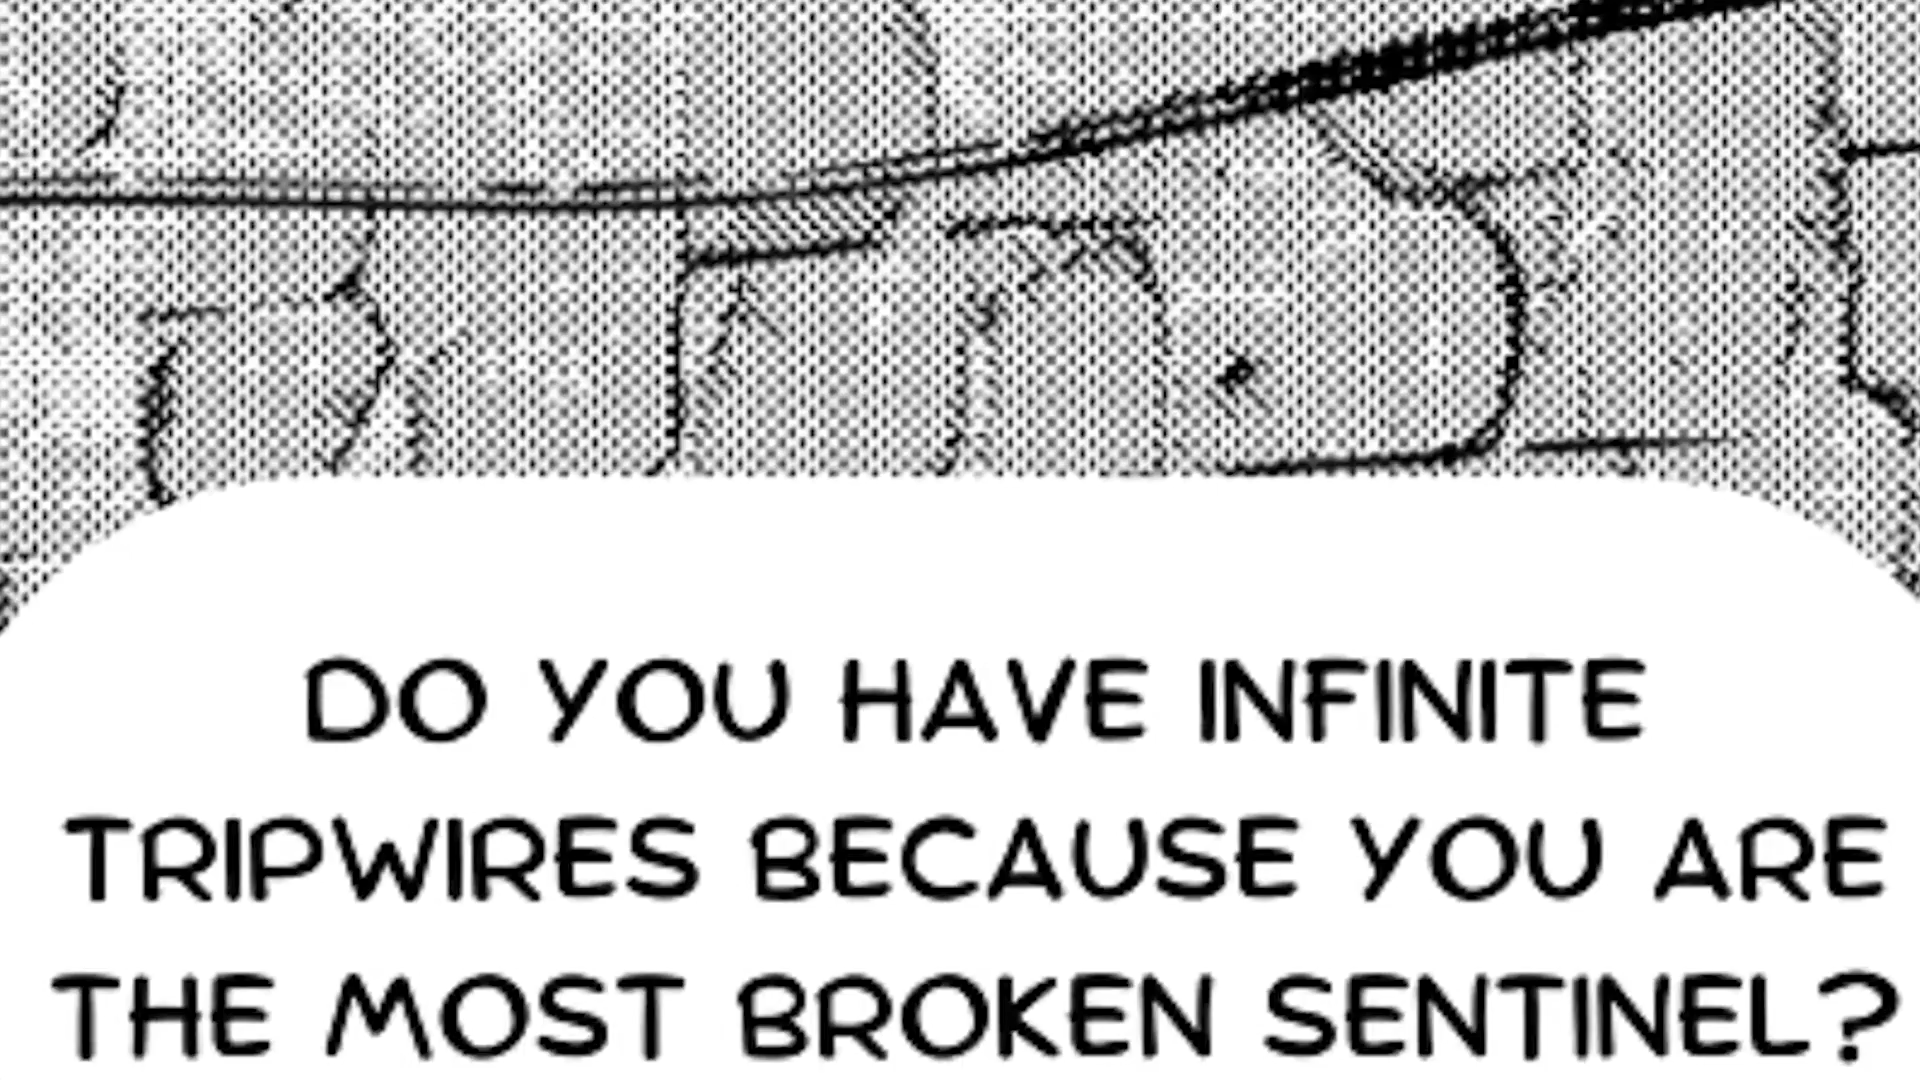 DO YOU HAVE INFINITE
TRIPWIRES BECAUSE YOU ARE
THE MOST BROKEN SENTINEL?